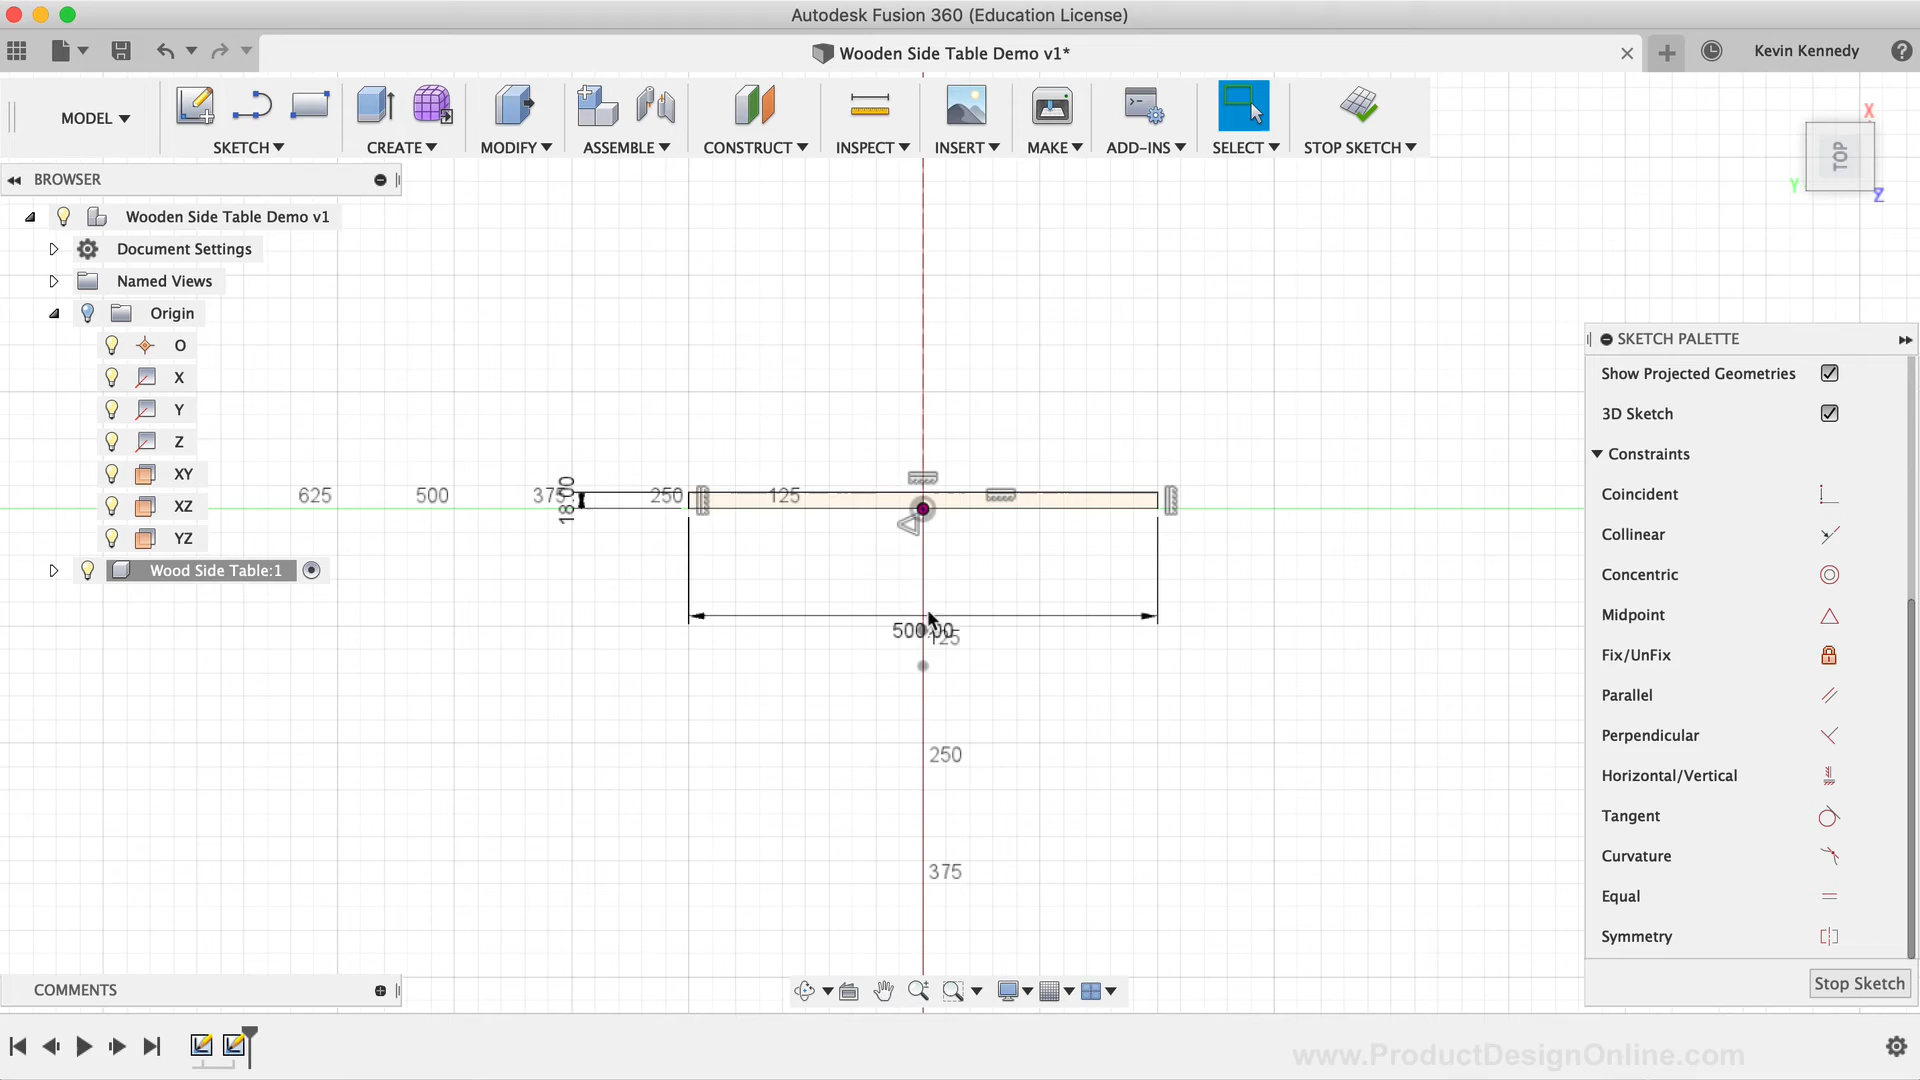 Autodesk Fusion 360 (Education License)
Wooden Side Table Demo v1*
Kevin Kennedy
MODEL
SKETCH
CREATE
MODIFY
ASSEMBLE
CONSTRUCT
INSPECT
INSERT
MAKE
ADD-INS
SELECT
STOP SKETCH
X
TOP
Y
Z
BROWSER
Wooden Side Table Demo v1
Document Settings
Named Views
Origin
O
X
Y
Z
XY
XZ
YZ
Wood Side Table:1
625
500
375
18.00
250
125
500.00
125
250
375
SKETCH PALETTE
Show Projected Geometries
3D Sketch
Constraints
Coincident
Collinear
Concentric
Midpoint
Fix/UnFix
Parallel
Perpendicular
Horizontal/Vertical
Tangent
Curvature
Equal
Symmetry
Stop Sketch
COMMENTS
www.ProductDesignOnline.com